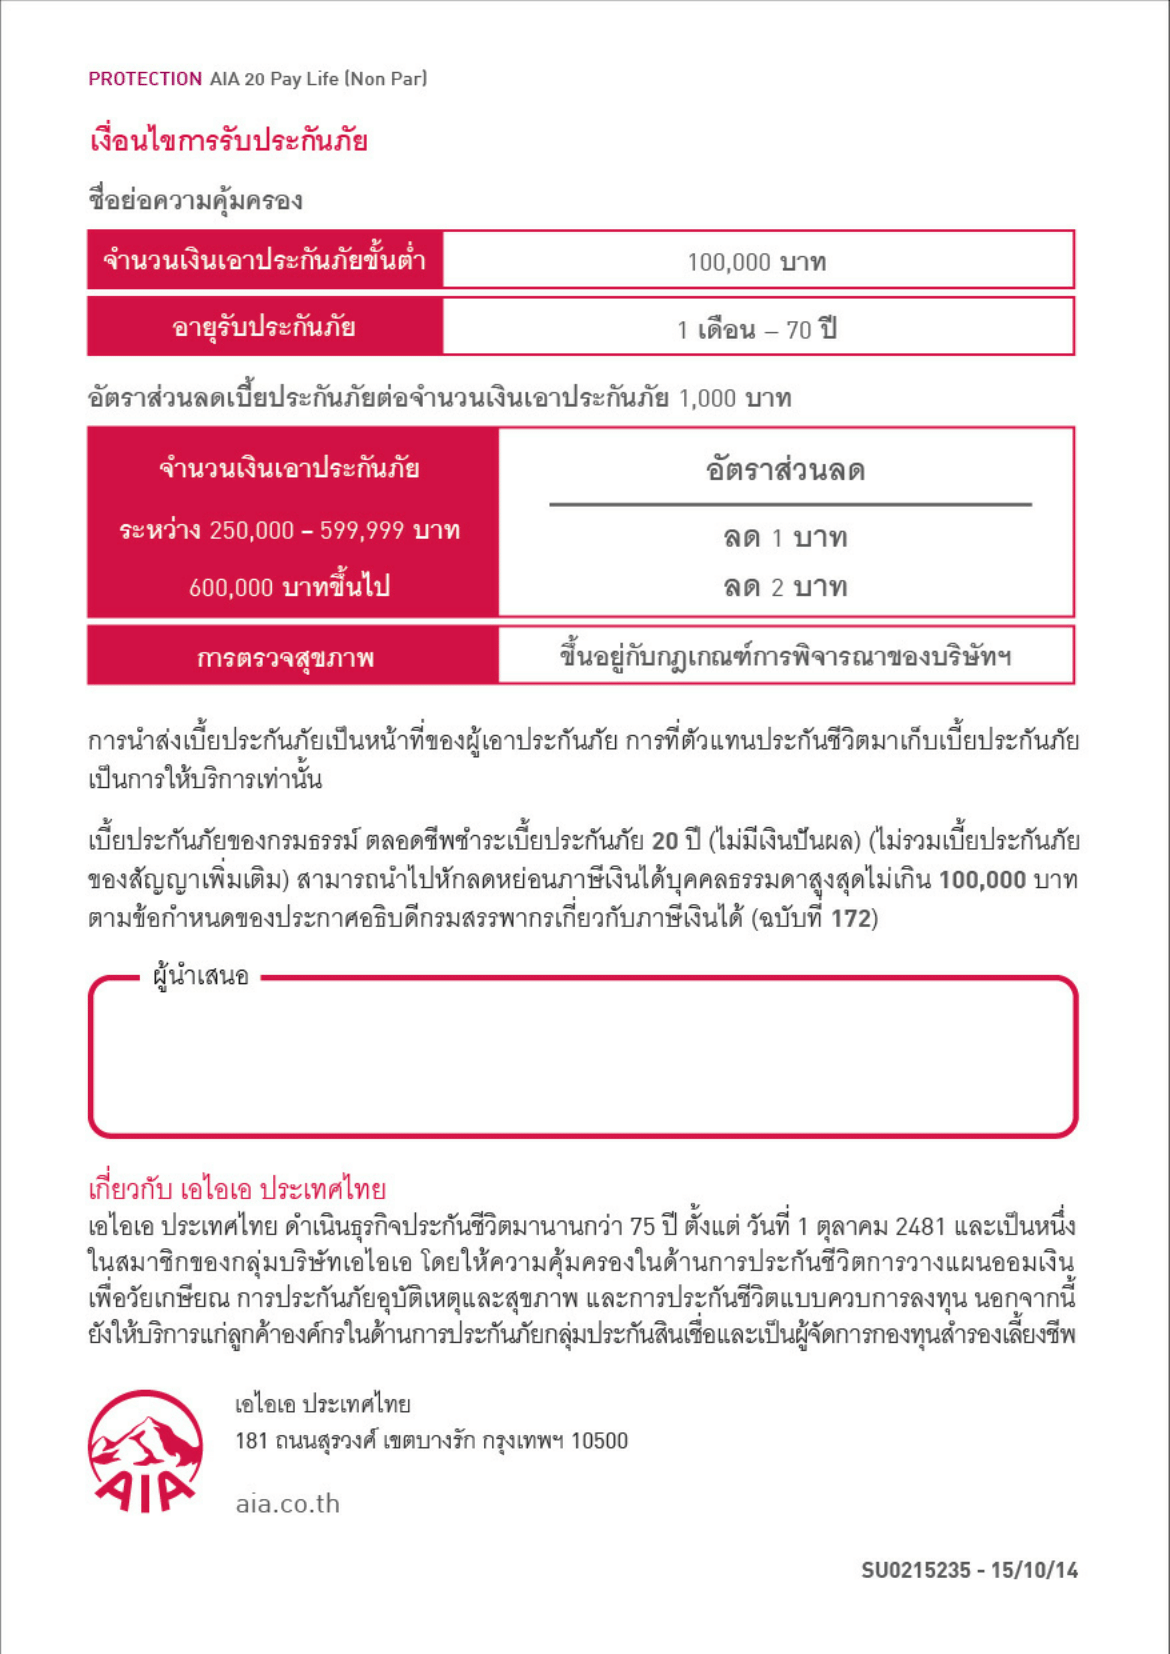 PROTECTION AIA 20 Pay Life (Non Par)
เงื่อนไขการรับประกันภัย
ชื่อย่อความคุ้มครอง
จำนวนเงินเอาประกันภัยขั้นต่ำ 100,000 บาท
อายุรับประกันภัย 1 เดือน – 70 ปี
อัตราส่วนลดเบี้ยประกันภัยต่อจำนวนเงินเอาประกันภัย 1,000 บาท
จำนวนเงินเอาประกันภัย อัตราส่วนลด
ระหว่าง 250,000 – 599,999 บาท ลด 1 บาท
600,000 บาทขึ้นไป ลด 2 บาท
การตรวจสุขภาพ ขึ้นอยู่กับกฎเกณฑ์การพิจารณาของบริษัทฯ
การนำส่งเบี้ยประกันภัยเป็นหน้าที่ของผู้เอาประกันภัย การที่ตัวแทนประกันชีวิตมาเก็บเบี้ยประกันภัย
เป็นการให้บริการเท่านั้น
เบี้ยประกันภัยของกรมธรรม์ ตลอดชีพชำระเบี้ยประกันภัย 20 ปี (ไม่มีเงินปันผล) (ไม่รวมเบี้ยประกันภัย
ของสัญญาเพิ่มเติม) สามารถนำไปหักลดหย่อนภาษีเงินได้บุคคลธรรมดาสูงสุดไม่เกิน 100,000 บาท
ตามข้อกำหนดของประกาศอธิบดีกรมสรรพากรเกี่ยวกับภาษีเงินได้ (ฉบับที่ 172)
ผู้นำเสนอ
เกี่ยวกับ เอไอเอ ประเทศไทย
เอไอเอ ประเทศไทย ดำเนินธุรกิจประกันชีวิตมานานกว่า 75 ปี ตั้งแต่ วันที่ 1 ตุลาคม 2481 และเป็นหนึ่ง
ในสมาชิกของกลุ่มบริษัทเอไอเอ โดยให้ความคุ้มครองในด้านการประกันชีวิตการวางแผนออมเงิน
เพื่อวัยเกษียณ การประกันภัยอุบัติเหตุและสุขภาพ และการประกันชีวิตแบบควบการลงทุน นอกจากนี้
ยังให้บริการแก่ลูกค้าองค์กรในด้านการประกันภัยกลุ่มประกันสินเชื่อและเป็นผู้จัดการกองทุนสำรองเลี้ยงชีพ
เอไอเอ ประเทศไทย
181 ถนนสุรวงศ์ เขตบางรัก กรุงเทพฯ 10500
AIA
aia.co.th
SU0215235 - 15/10/14